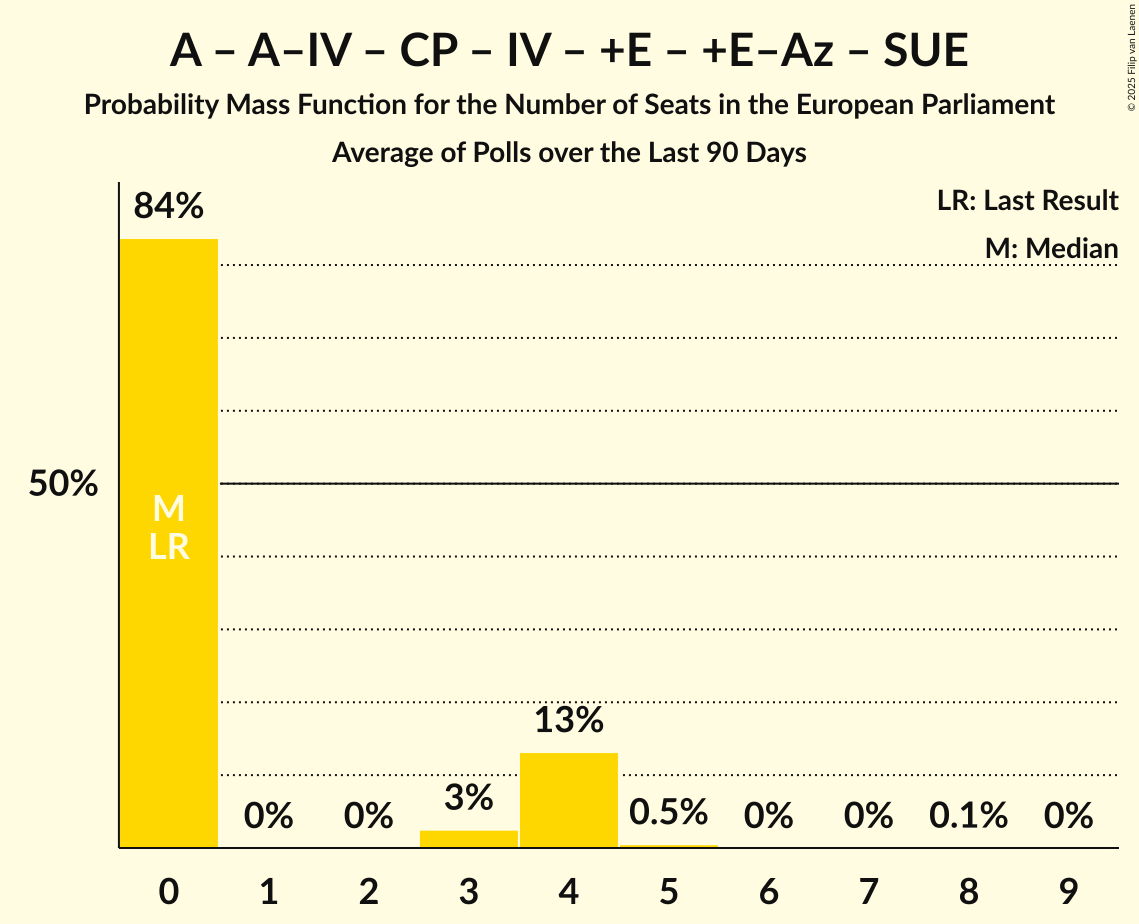 A – A–IV – CP – IV – +E – +E–Az – SUE
Probability Mass Function for the Number of Seats in the European Parliament
Average of Polls over the Last 90 Days
© 2025 Filip van Laenen
LR: Last Result
M: Median
84%
50%
M
LR
0%
0%
3%
13%
0.5%
0%
0%
0.1%
0%
0 1 2 3 4 5 6 7 8 9